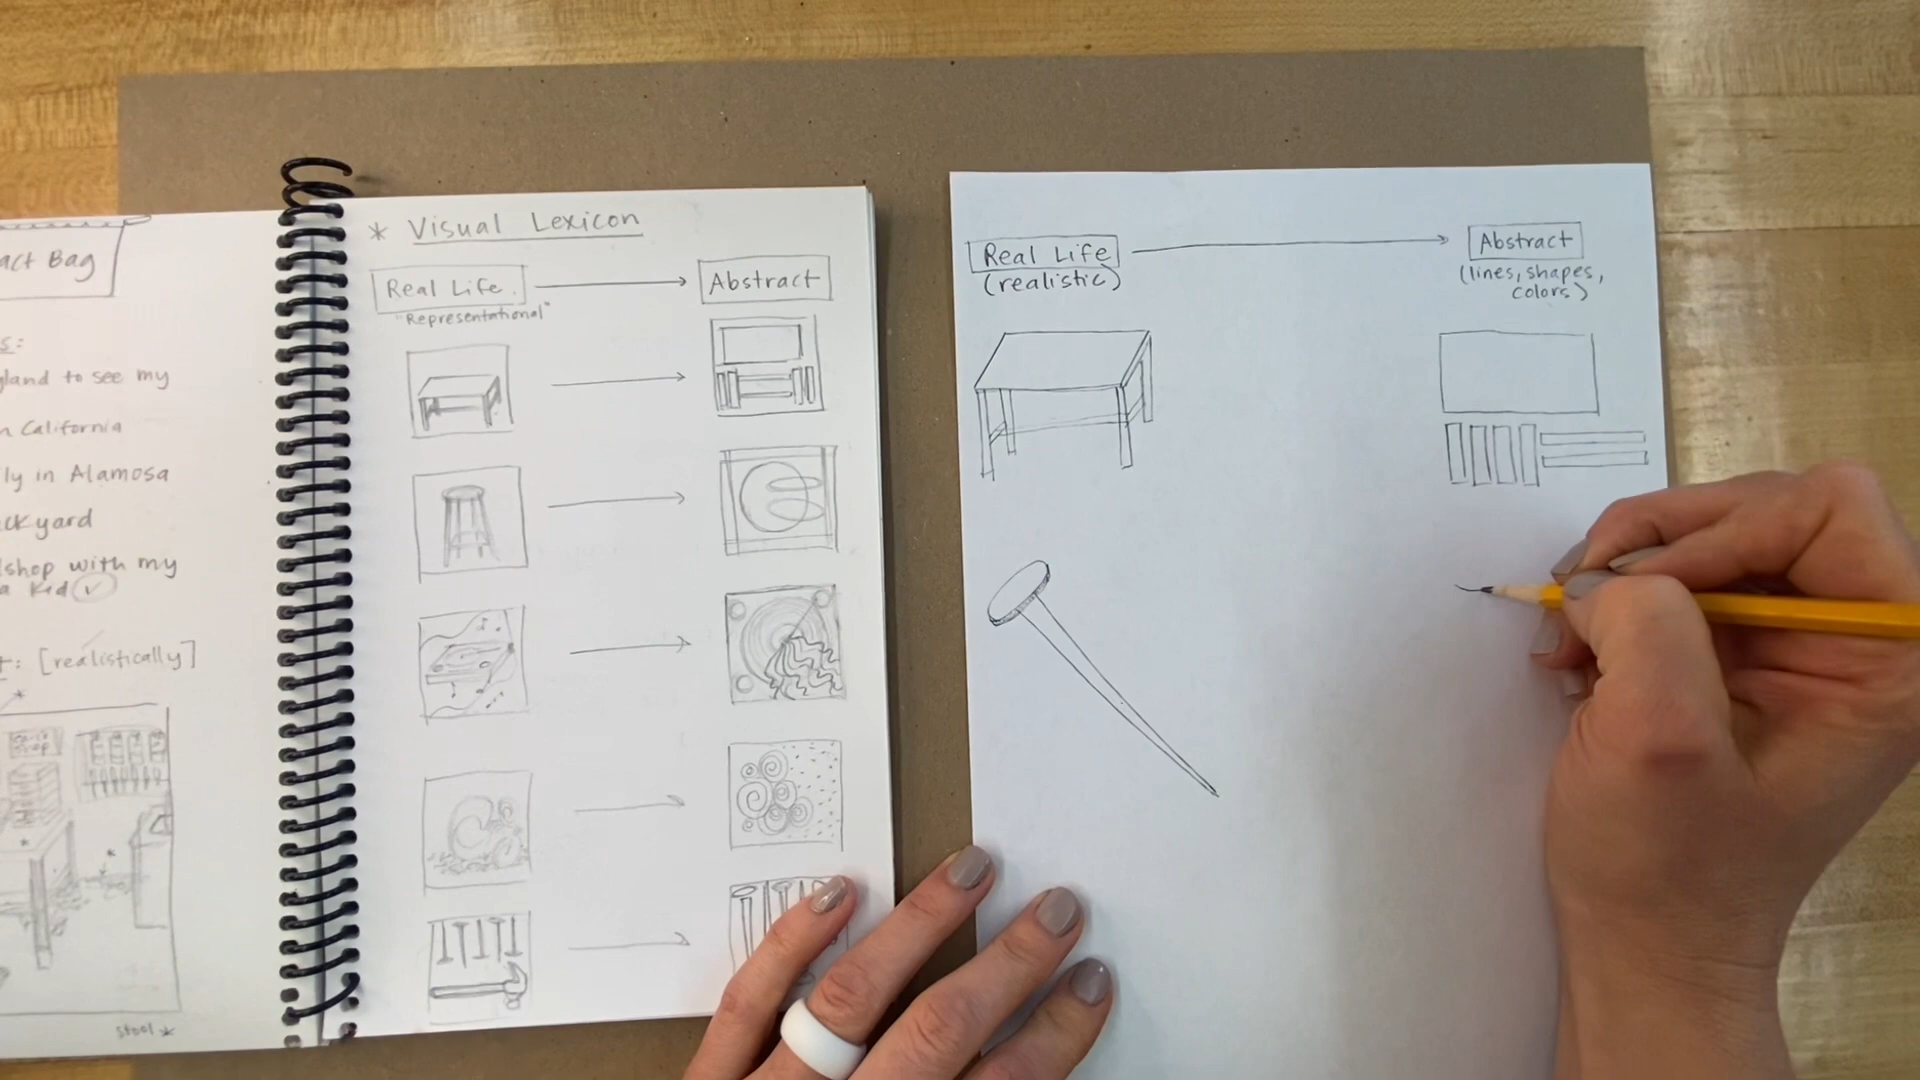 act Bag
s:
gland to see my
n California
ly in Alamosa
ckyard
shop with my
a kid
t: [realistically]
stool *
* Visual Lexicon
Real Life
Abstract
"Representational"
Real Life
(realistic)
Abstract
(lines, shapes,
colors)